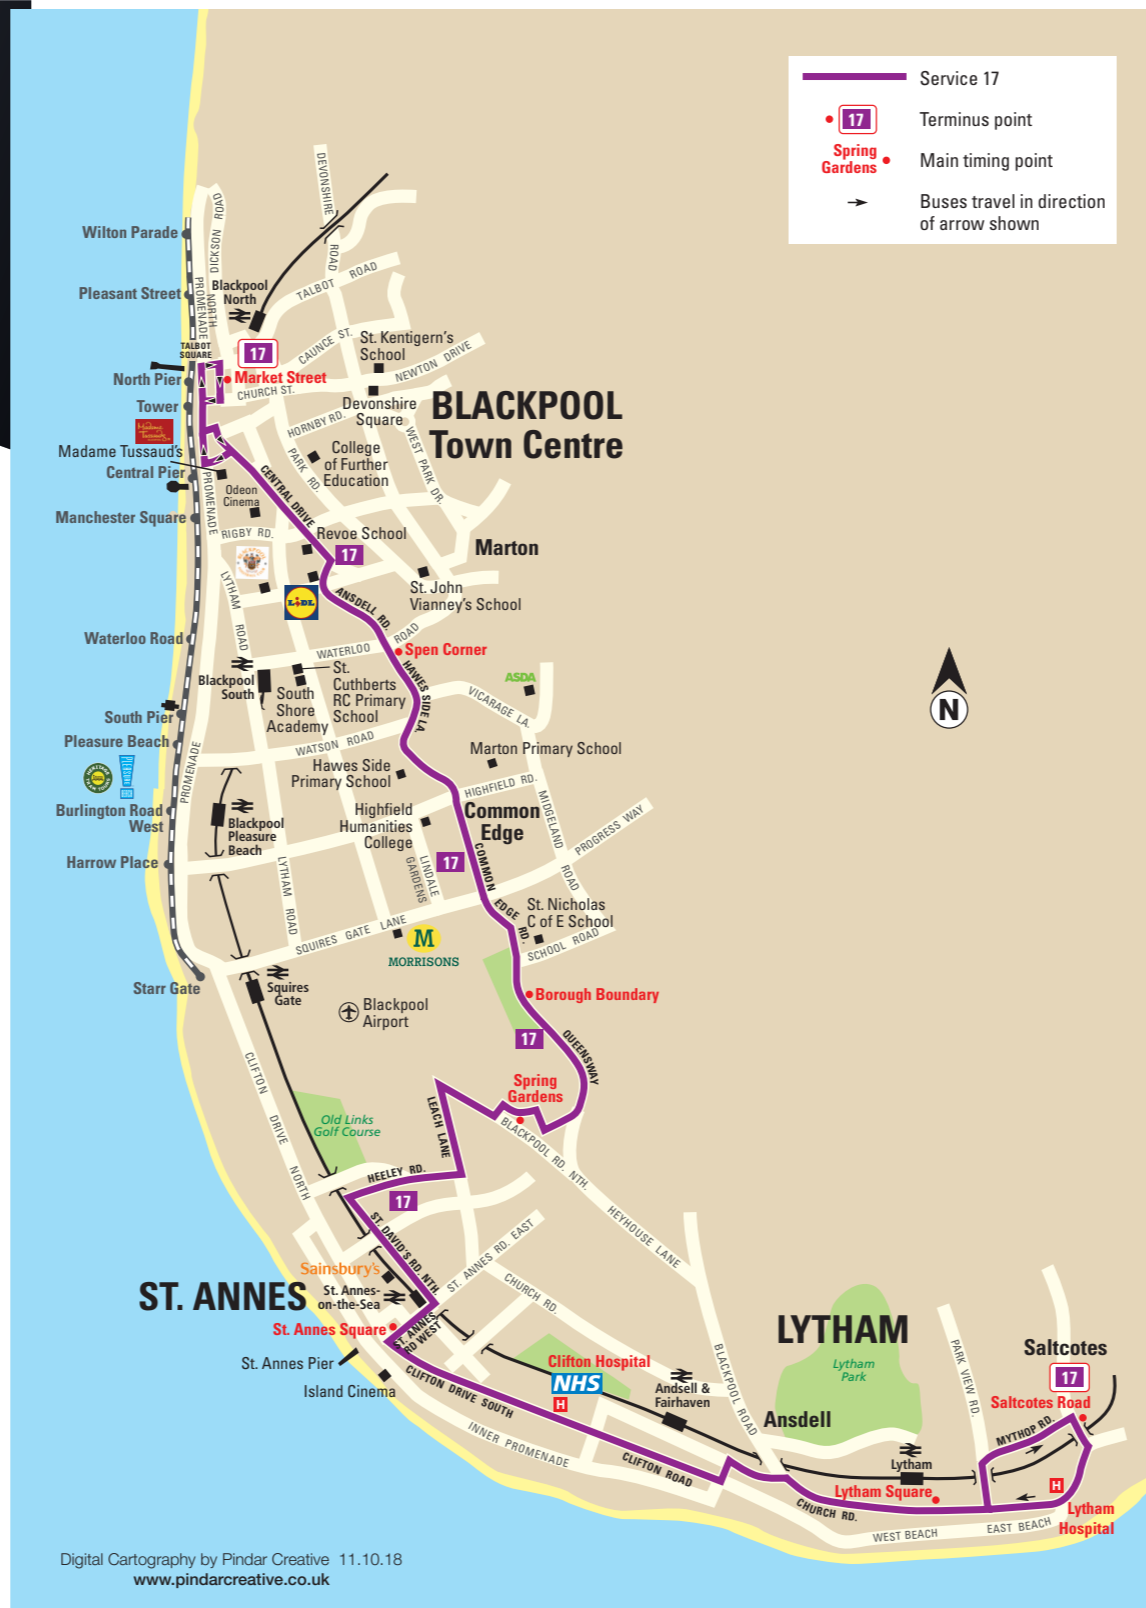 Service 17
17
Terminus point
Spring
Gardens
Main timing point
Buses travel in direction
of arrow shown
DEVONSHIRE
ROAD
DICKSON ROAD
Wilton Parade
Pleasant Street
PROMENADE
NORTH
Blackpool
North
TALBOT ROAD
TALBOT
SQUARE
17
Market Street
CAUNCE ST.
St. Kentigern's
School
NEWTON DRIVE
North Pier
CHURCH ST.
Tower
Devonshire
Square
BLACKPOOL
Town Centre
HORNBY RD.
WEST PARK DR.
Madame
Tussauds
Madame Tussaud's
College
of Further
Education
PARK RD.
Central Pier
CENTRAL DRIVE
Odeon
Cinema
PROMENADE
Manchester Square
RIGBY RD.
Revoe School
17
Marton
LiDL
LYTHAM ROAD
ANSDELL RD.
St. John
Vianney's School
Waterloo Road
WATERLOO ROAD
Spen Corner
Blackpool
South
St.
Cuthberts
RC Primary
School
South
Shore
Academy
HAWES SIDE LA.
ASDA
VICARAGE LA.
N
South Pier
Pleasure Beach
WATSON ROAD
Marton Primary School
PROMENADE
Hawes Side
Primary School
HIGHFIELD RD.
MIDGELAND ROAD
Burlington Road
West
Blackpool
Pleasure
Beach
Highfield
Humanities
College
Common
Edge
PROGRESS WAY
Harrow Place
LYTHAM ROAD
LINDALE
GARDENS
17
COMMON EDGE RD.
St. Nicholas
C of E School
SQUIRES GATE LANE
M
MORRISONS
SCHOOL ROAD
Starr Gate
Squires
Gate
Blackpool
Airport
Borough Boundary
17
QUEENSWAY
CLIFTON DRIVE NORTH
Spring
Gardens
LEACH LANE
Old Links
Golf Course
BLACKPOOL RD. NTH.
HEELEY RD.
17
HEYHOUSE LANE
ST. DAVID'S RD. NTH.
ST. ANNES RD. EAST
Sainsbury's
ST. ANNES
St. Annes-
on-the-Sea
CHURCH RD.
St. Annes Square
ST. ANNES
RD WEST
St. Annes Pier
Island Cinema
CLIFTON DRIVE SOUTH
INNER PROMENADE
Clifton Hospital
NHS
H
Andsell &
Fairhaven
BLACKPOOL ROAD
LYTHAM
Lytham
Park
Ansdell
PARK VIEW RD.
Saltcotes
17
Saltcotes Road
MYTHOP RD.
Lytham
CLIFTON ROAD
Lytham Square
CHURCH RD.
H
Lytham
Hospital
WEST BEACH
EAST BEACH
Digital Cartography by Pindar Creative 11.10.18
www.pindarcreative.co.uk